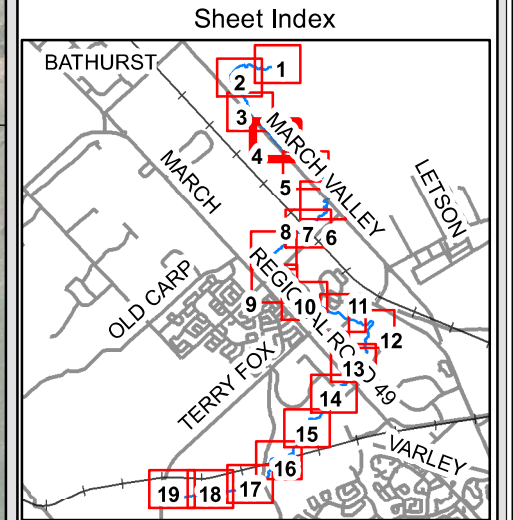 Sheet Index
BATHURST
1
2
3
MARCH VALLEY
4
MARCH
LETSON
5
8
7
6
REGIONAL ROAD 49
OLD CARP
9
10
11
12
TERRY FOX
13
14
15
VARLEY
16
17
18
19